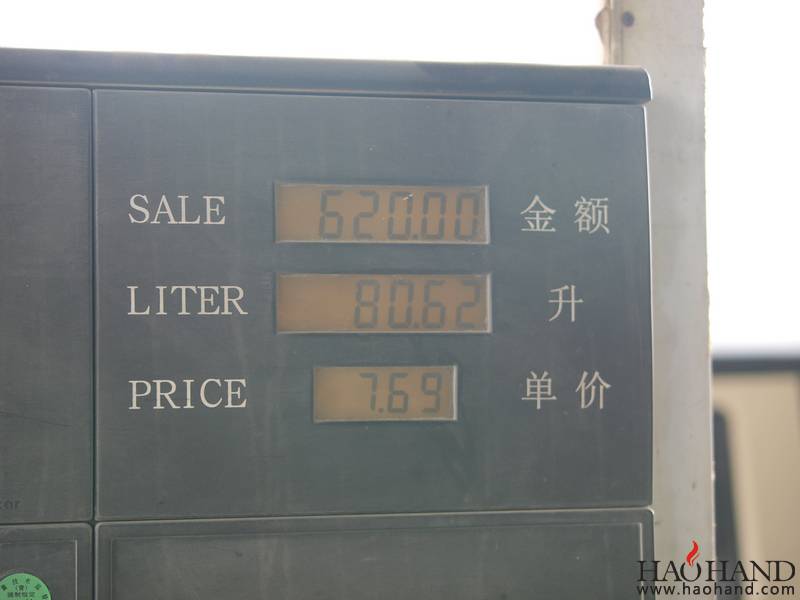 SALE 620.00 金额
LITER 80.62 升
PRICE 7.69 单价
HAOHAND
www.haohand.com